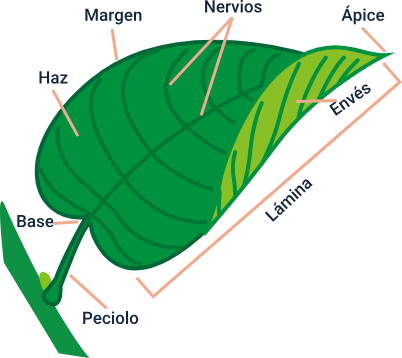 Nervios
Margen
Ápice
Haz
Envés
Lámina
Base
Peciolo